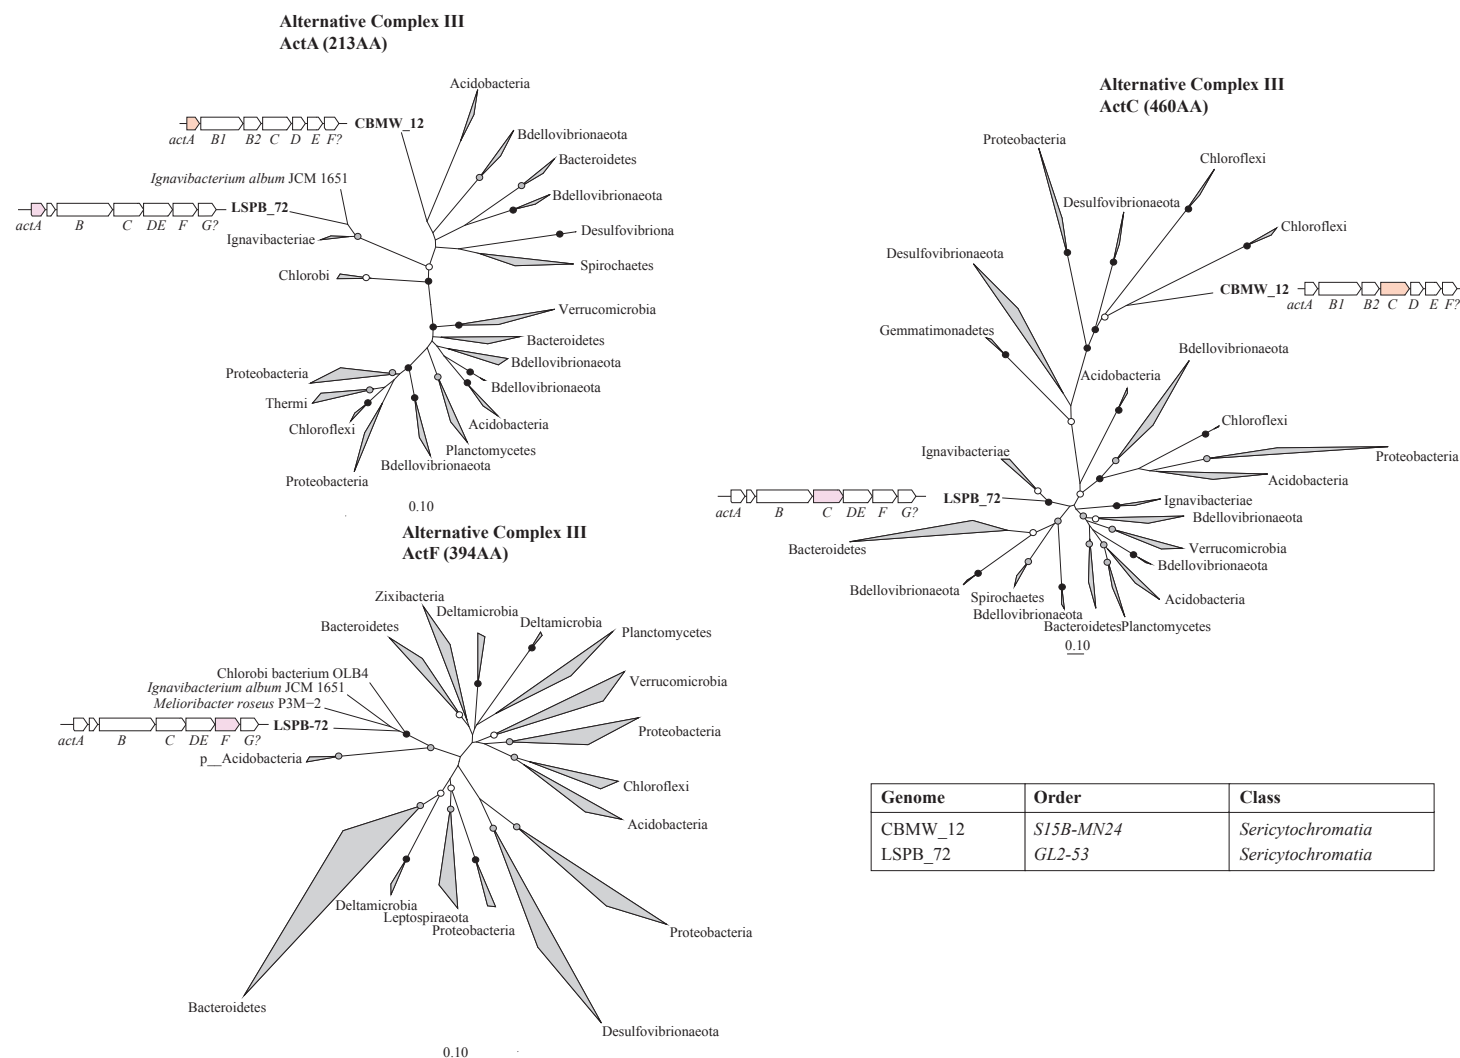 Alternative Complex III
ActA (213AA)
Acidobacteria
CBMW_12
actA B1 B2 C D E F?
Bdellovibrionaeota
Bacteroidetes
Ignavibacterium album JCM 1651
Bdellovibrionaeota
LSPB_72
actA B C DE F G?
Desulfovibriona
Ignavibacteriae
Spirochaetes
Chlorobi
Verrucomicrobia
Bacteroidetes
Bdellovibrionaeota
Proteobacteria
Bdellovibrionaeota
Thermi
Acidobacteria
Chloroflexi
Planctomycetes
Bdellovibrionaeota
Proteobacteria
0.10
Alternative Complex III
ActC (460AA)
Proteobacteria
Chloroflexi
Desulfovibrionaeota
Chloroflexi
Desulfovibrionaeota
CBMW_12
actA B1 B2 C D E F?
Gemmatimonadetes
Bdellovibrionaeota
Acidobacteria
Chloroflexi
Ignavibacteriae
Proteobacteria
Acidobacteria
LSPB_72
actA B C DE F G?
Ignavibacteriae
Bdellovibrionaeota
Bacteroidetes
Verrucomicrobia
Bdellovibrionaeota
Bdellovibrionaeota
Spirochaetes
Acidobacteria
Bdellovibrionaeota
Bacteroidetes
Planctomycetes
0.10
Alternative Complex III
ActF (394AA)
Zixibacteria
Deltamicrobia
Deltamicrobia
Bacteroidetes
Planctomycetes
Chlorobi bacterium OLB4
Verrucomicrobia
Ignavibacterium album JCM 1651
Melioribacter roseus P3M−2
LSPB-72
actA B C DE F G?
Proteobacteria
p__Acidobacteria
Chloroflexi
Acidobacteria
Deltamicrobia
Leptospiraeota
Proteobacteria
Proteobacteria
Bacteroidetes
Desulfovibrionaeota
0.10
Genome Order Class
CBMW_12 S15B-MN24 Sericytochromatia
LSPB_72 GL2-53 Sericytochromatia